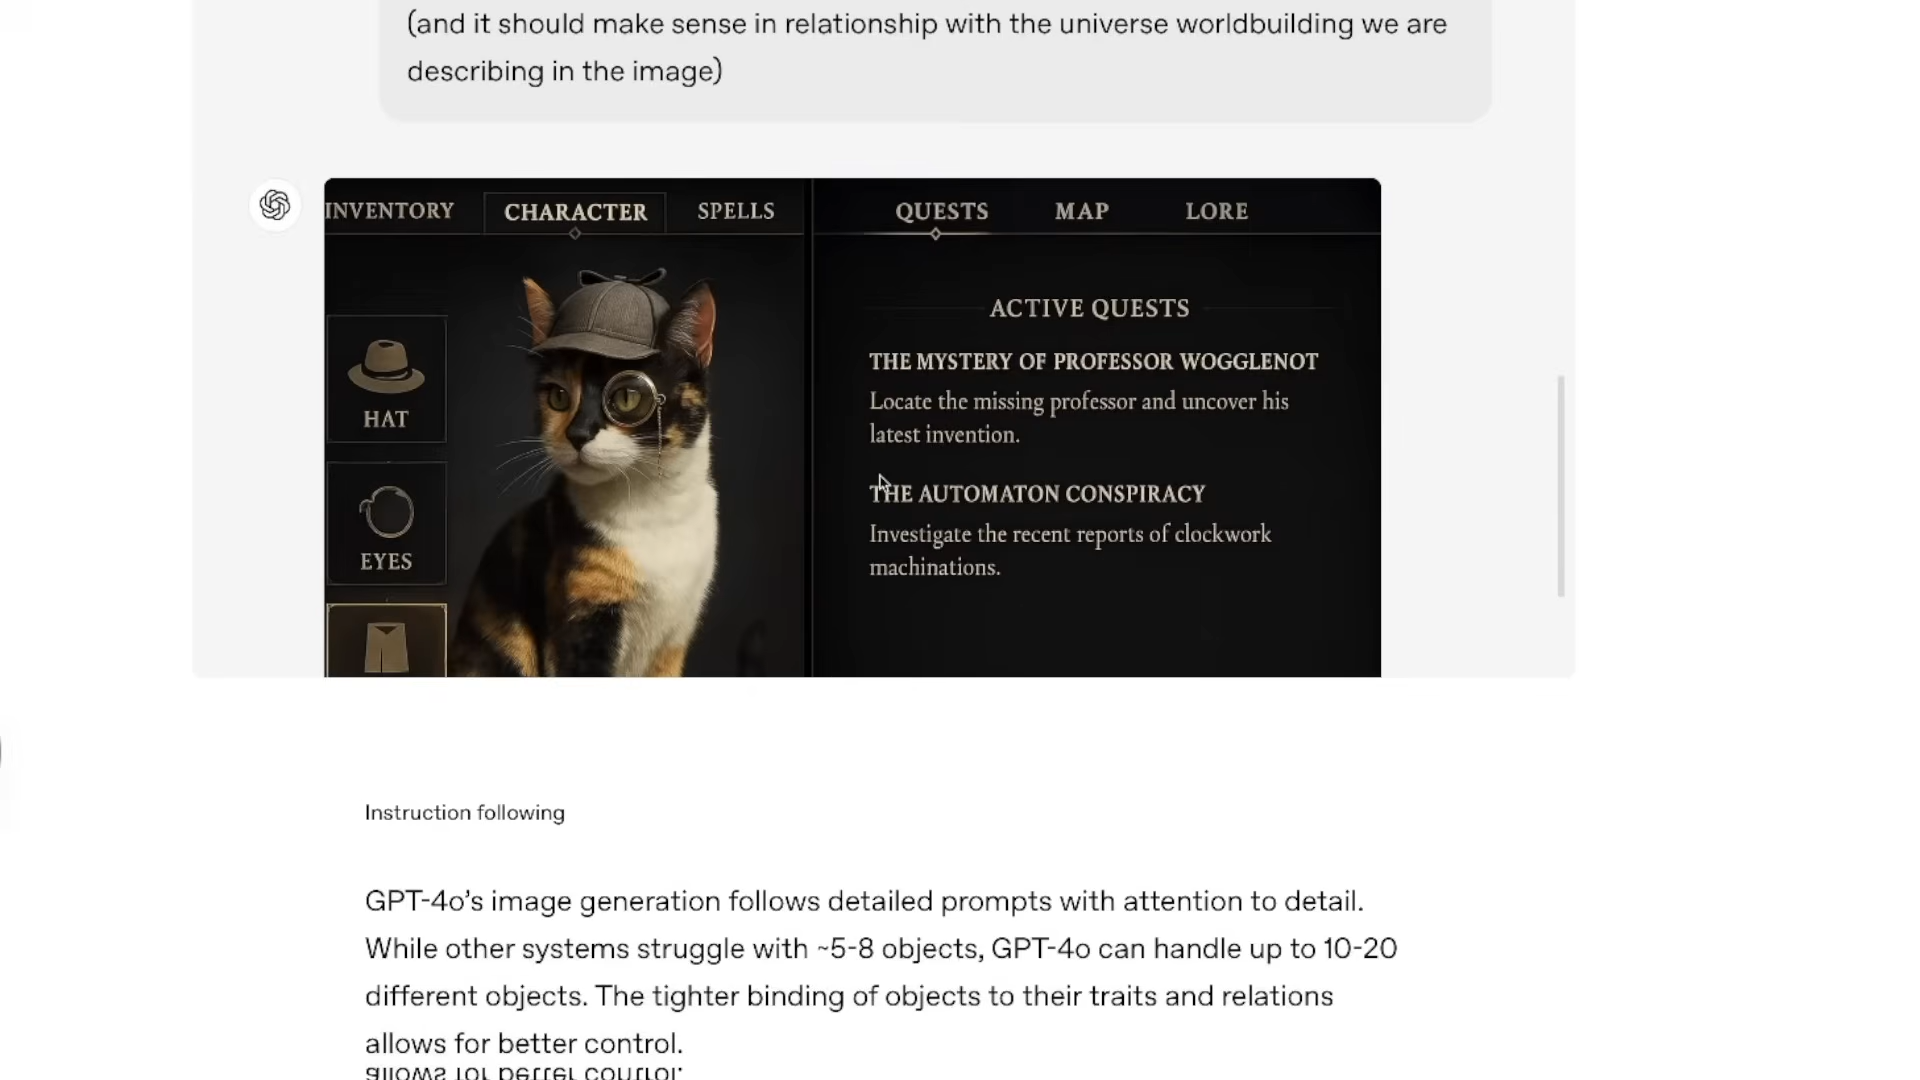 (and it should make sense in relationship with the universe worldbuilding we are
describing in the image)
INVENTORY
CHARACTER
SPELLS
QUESTS
MAP
LORE
HAT
EYES
ACTIVE QUESTS
THE MYSTERY OF PROFESSOR WOGGLENOT
Locate the missing professor and uncover his
latest invention.
THE AUTOMATON CONSPIRACY
Investigate the recent reports of clockwork
machinations.
Instruction following
GPT-4o’s image generation follows detailed prompts with attention to detail.
While other systems struggle with ~5-8 objects, GPT-4o can handle up to 10-20
different objects. The tighter binding of objects to their traits and relations
allows for better control.